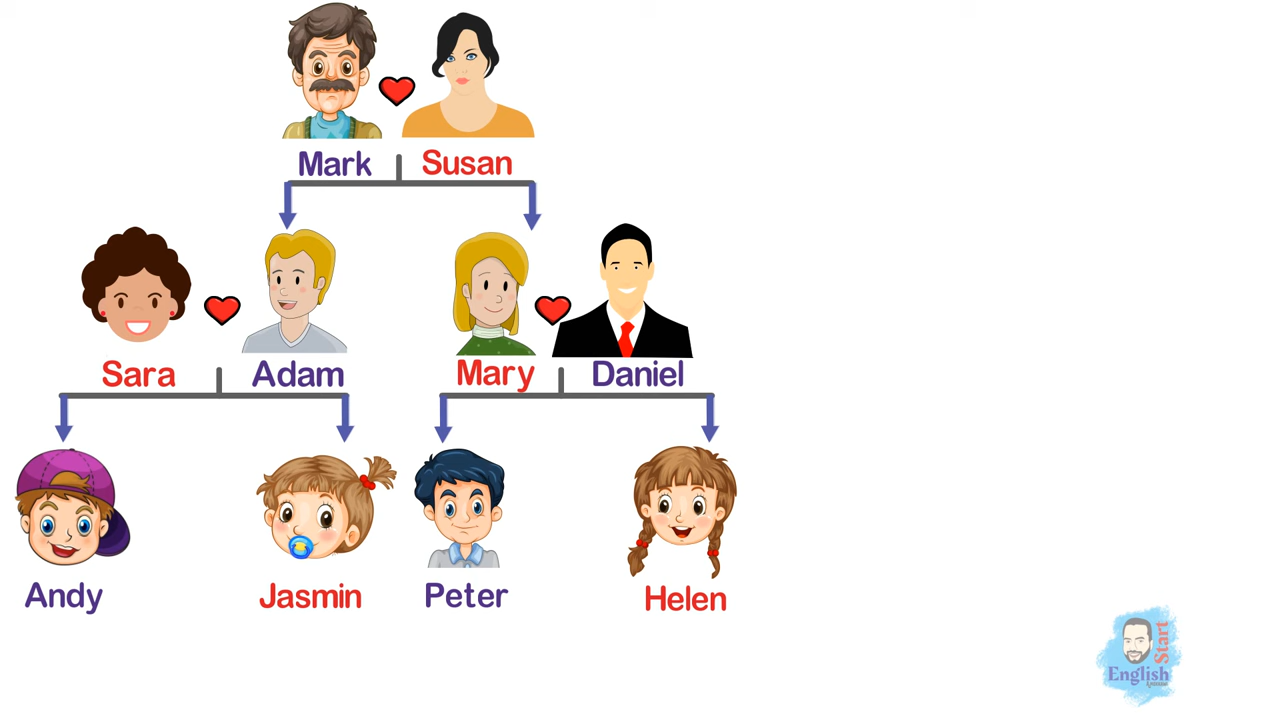 Mark Susan
Sara Adam Mary Daniel
Andy Jasmin Peter Helen
Start
English